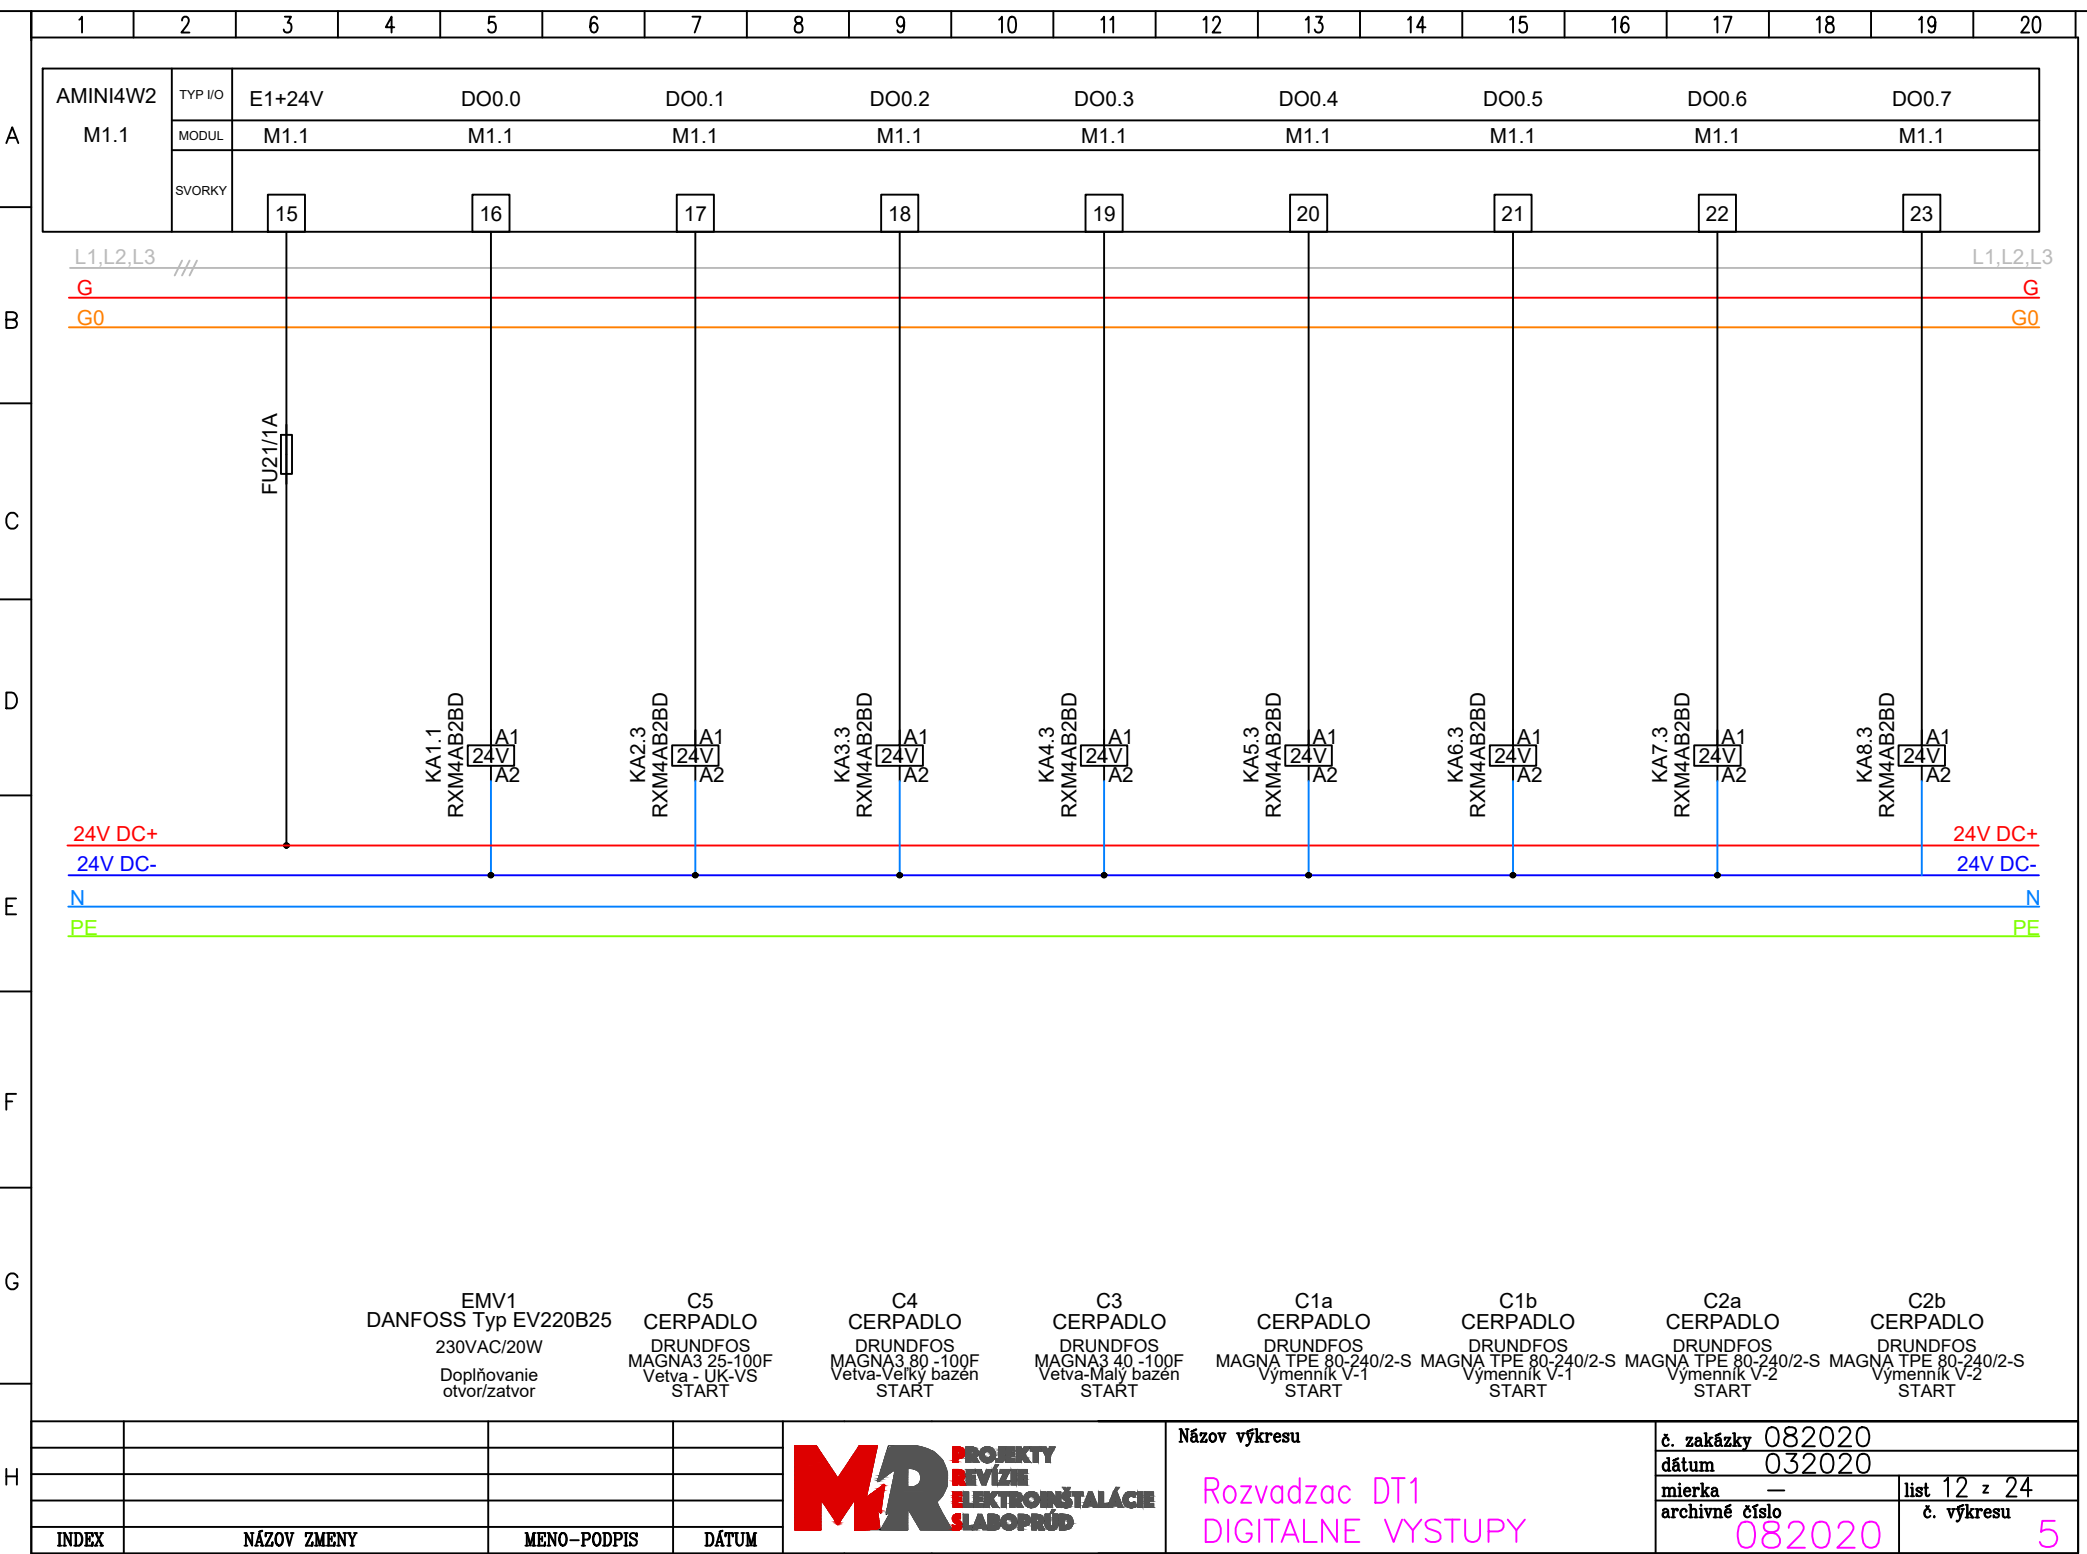 1 2 3 4 5 6 7 8 9 10 11 12 13 14 15 16 17 18 19 20
AMINI4W2 TYP I/O E1+24V DO0.0 DO0.1 DO0.2 DO0.3 DO0.4 DO0.5 DO0.6 DO0.7
A M1.1 MODUL M1.1 M1.1 M1.1 M1.1 M1.1 M1.1 M1.1 M1.1 M1.1
SVORKY
15 16 17 18 19 20 21 22 23
L1,L2,L3 L1,L2,L3
G G
B G0 G0
FU21/1A
C
D
KA1.1 RXM4AB2BD A1 24V A2
KA2.3 RXM4AB2BD A1 24V A2
KA3.3 RXM4AB2BD A1 24V A2
KA4.3 RXM4AB2BD A1 24V A2
KA5.3 RXM4AB2BD A1 24V A2
KA6.3 RXM4AB2BD A1 24V A2
KA7.3 RXM4AB2BD A1 24V A2
KA8.3 RXM4AB2BD A1 24V A2
24V DC+ 24V DC+
24V DC- 24V DC-
E N N
PE PE
F
G
EMV1
DANFOSS Typ EV220B25
230VAC/20W
Doplňovanie
otvor/zatvor
C5
CERPADLO
DRUNDFOS
MAGNA3 25-100F
Vetva - UK-VS
START
C4
CERPADLO
DRUNDFOS
MAGNA3 80 -100F
Vetva-Veľký bazén
START
C3
CERPADLO
DRUNDFOS
MAGNA3 40 -100F
Vetva-Malý bazén
START
C1a
CERPADLO
DRUNDFOS
MAGNA TPE 80-240/2-S
Výmenník V-1
START
C1b
CERPADLO
DRUNDFOS
MAGNA TPE 80-240/2-S
Výmenník V-1
START
C2a
CERPADLO
DRUNDFOS
MAGNA TPE 80-240/2-S
Výmenník V-2
START
C2b
CERPADLO
DRUNDFOS
MAGNA TPE 80-240/2-S
Výmenník V-2
START
H
INDEX NÁZOV ZMENY MENO-PODPIS DÁTUM
MR
PROJEKTY
REVÍZIE
ELEKTROINŠTALÁCIE
SLABOPRÚD
Názov výkresu
Rozvadzac DT1
DIGITALNE VYSTUPY
č. zakázky 082020
dátum 032020
mierka — list 12 z 24
archivné číslo 082020 č. výkresu 5